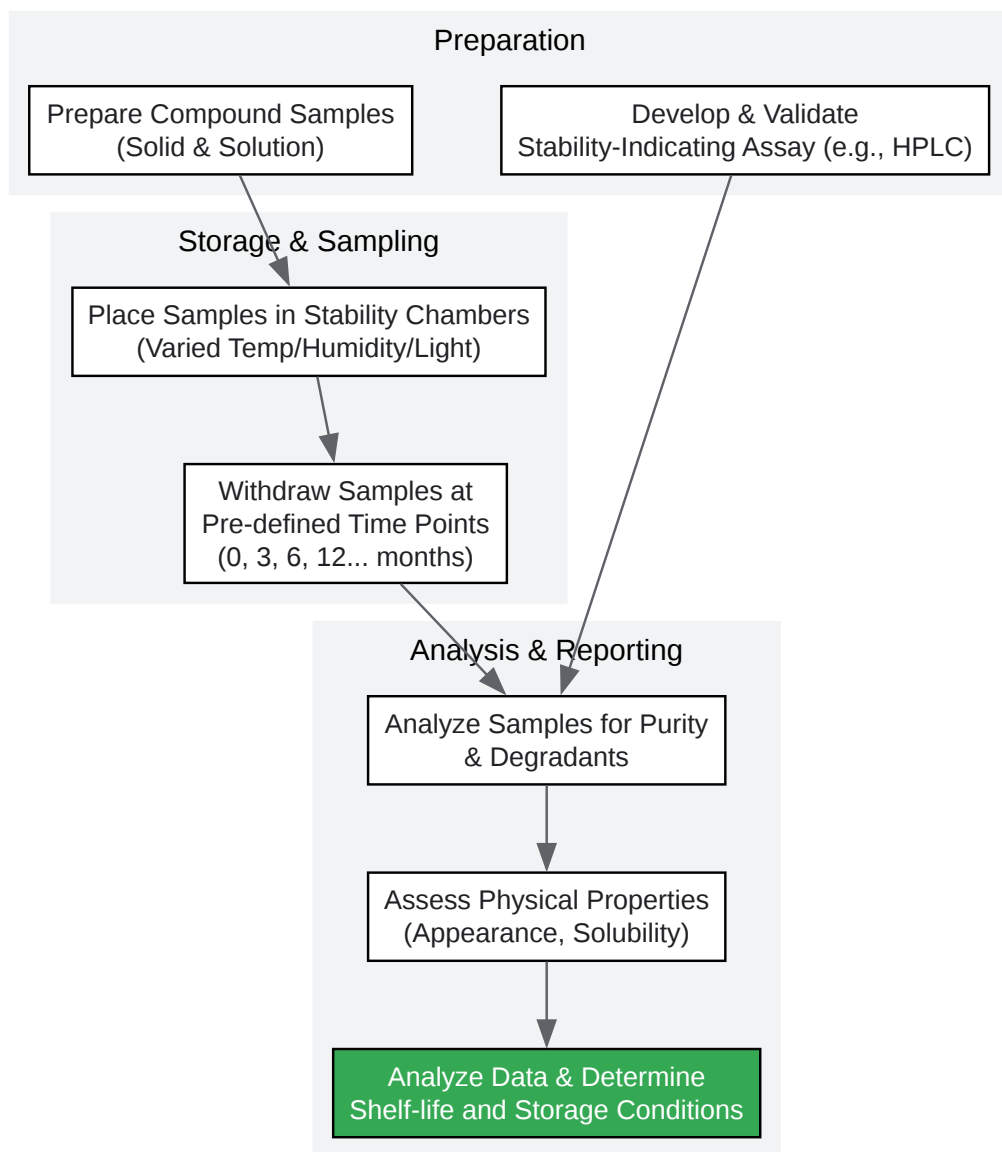 Preparation
Prepare Compound Samples
(Solid & Solution)
Develop & Validate
Stability-Indicating Assay (e.g., HPLC)
Storage & Sampling
Place Samples in Stability Chambers
(Varied Temp/Humidity/Light)
Withdraw Samples at
Pre-defined Time Points
(0, 3, 6, 12... months)
Analysis & Reporting
Analyze Samples for Purity
& Degradants
Assess Physical Properties
(Appearance, Solubility)
Analyze Data & Determine
Shelf-life and Storage Conditions